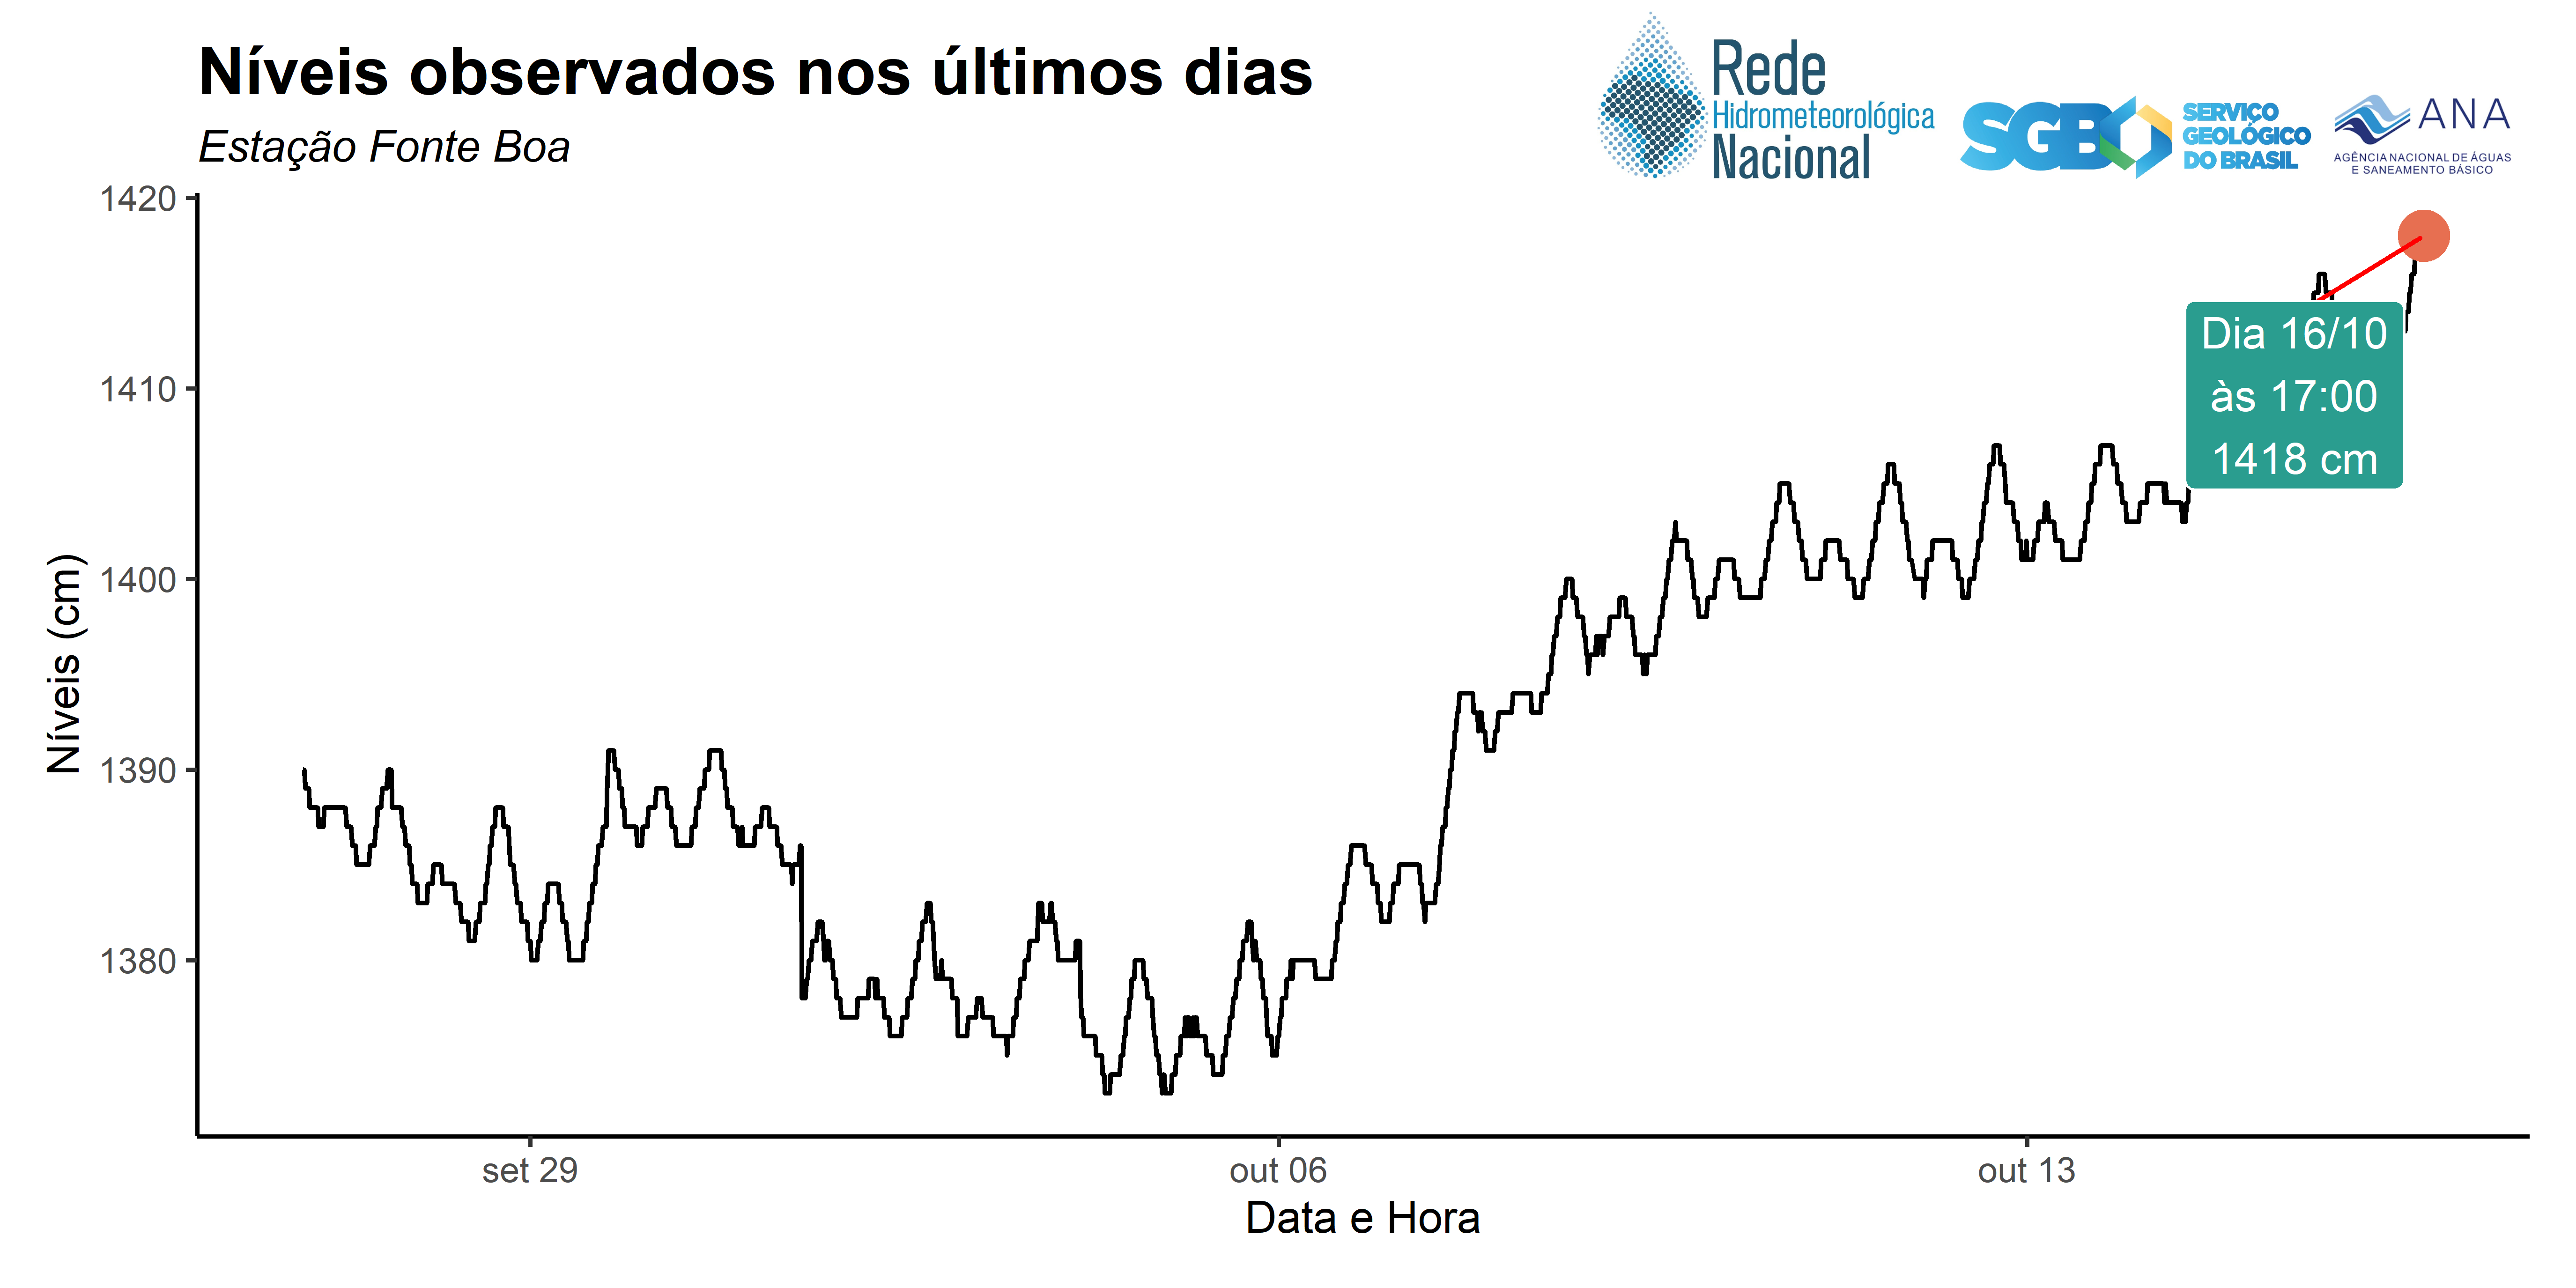 Níveis observados nos últimos dias
Estação Fonte Boa
Rede
Hidrometeorológica
Nacional
SGB
SERVIÇO
GEOLÓGICO
DO BRASIL
ANA
AGÊNCIA NACIONAL DE ÁGUAS
E SANEAMENTO BÁSICO
1420
1410
1400
1390
1380
Níveis (cm)
Dia 16/10
às 17:00
1418 cm
set 29
out 06
out 13
Data e Hora